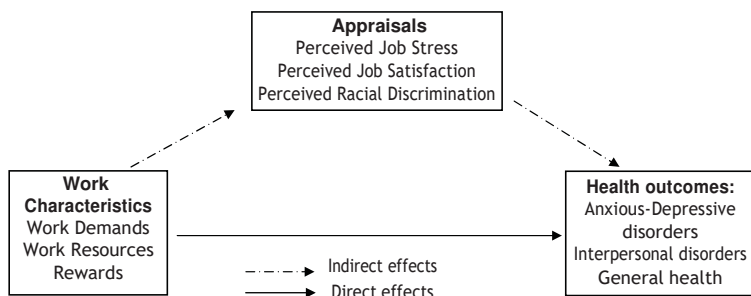 Appraisals
Perceived Job Stress
Perceived Job Satisfaction
Perceived Racial Discrimination
Work
Characteristics
Work Demands
Work Resources
Rewards
Health outcomes:
Anxious-Depressive
disorders
Interpersonal disorders
General health
Indirect effects
Direct effects